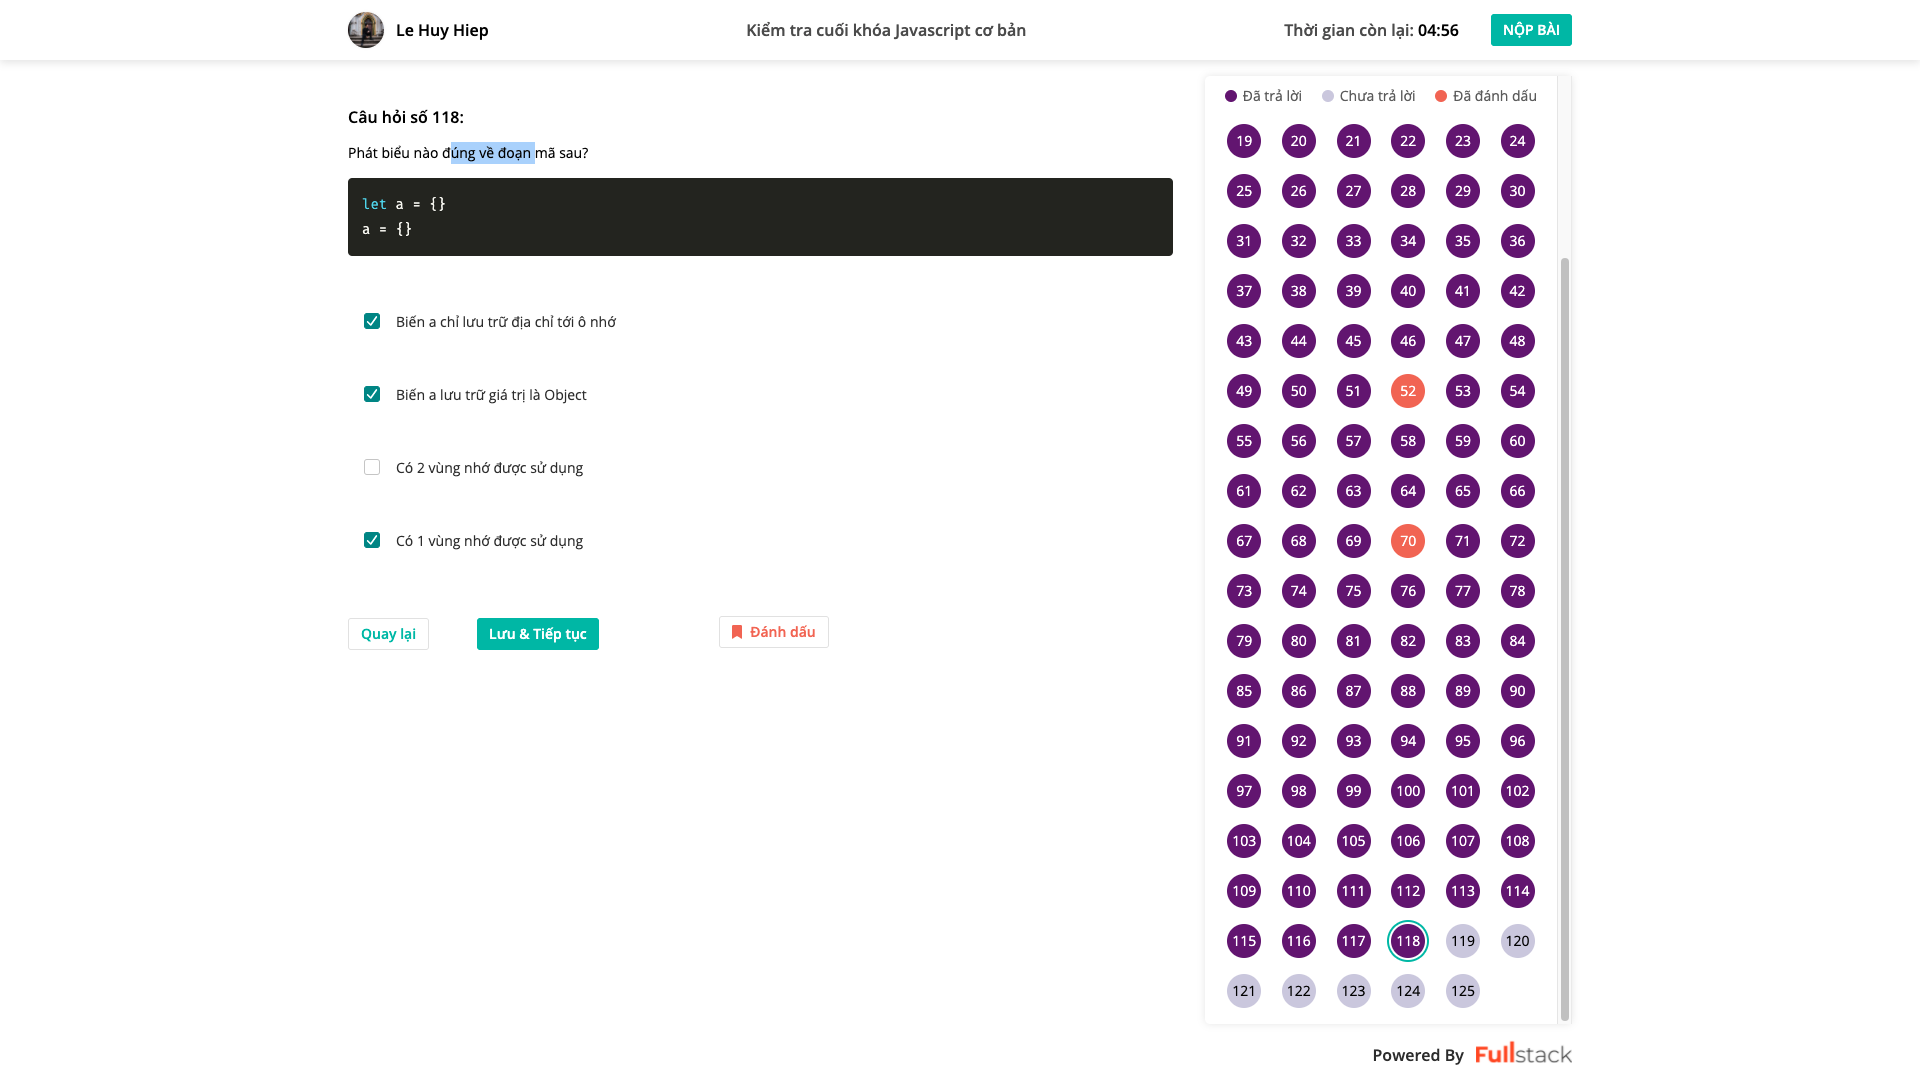 Le Huy Hiep
Kiểm tra cuối khóa Javascript cơ bản
Thời gian còn lại: 04:56
NỘP BÀI
Câu hỏi số 118:
Phát biểu nào đúng về đoạn mã sau?
let a = {}
a = {}
Biến a chỉ lưu trữ địa chỉ tới ô nhớ
Biến a lưu trữ giá trị là Object
Có 2 vùng nhớ được sử dụng
Có 1 vùng nhớ được sử dụng
Quay lại
Lưu & Tiếp tục
Đánh dấu
Đã trả lời Chưa trả lời Đã đánh dấu
19 20 21 22 23 24
25 26 27 28 29 30
31 32 33 34 35 36
37 38 39 40 41 42
43 44 45 46 47 48
49 50 51 52 53 54
55 56 57 58 59 60
61 62 63 64 65 66
67 68 69 70 71 72
73 74 75 76 77 78
79 80 81 82 83 84
85 86 87 88 89 90
91 92 93 94 95 96
97 98 99 100 101 102
103 104 105 106 107 108
109 110 111 112 113 114
115 116 117 118 119 120
121 122 123 124 125
Powered By Fullstack